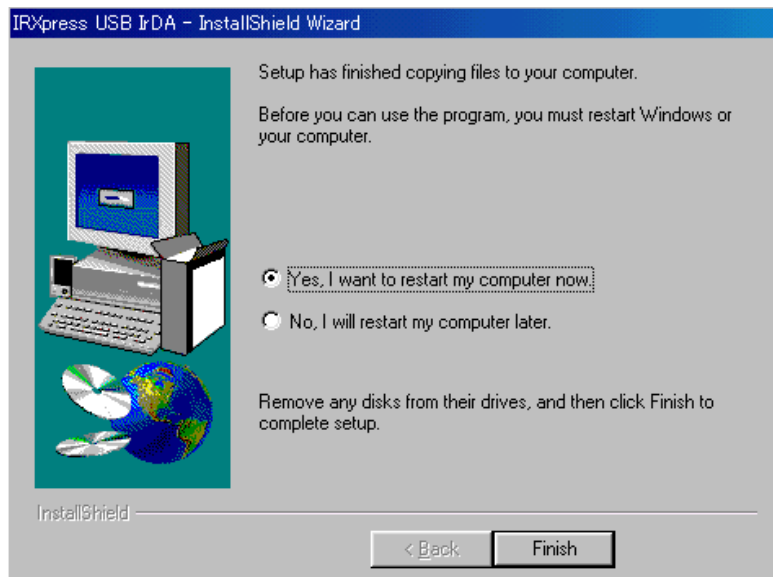 IRXpress USB IrDA - InstallShield Wizard
Setup has finished copying files to your computer.
Before you can use the program, you must restart Windows or
your computer.
Yes, I want to restart my computer now.
No, I will restart my computer later.
Remove any disks from their drives, and then click Finish to
complete setup.
InstallShield
< Back
Finish